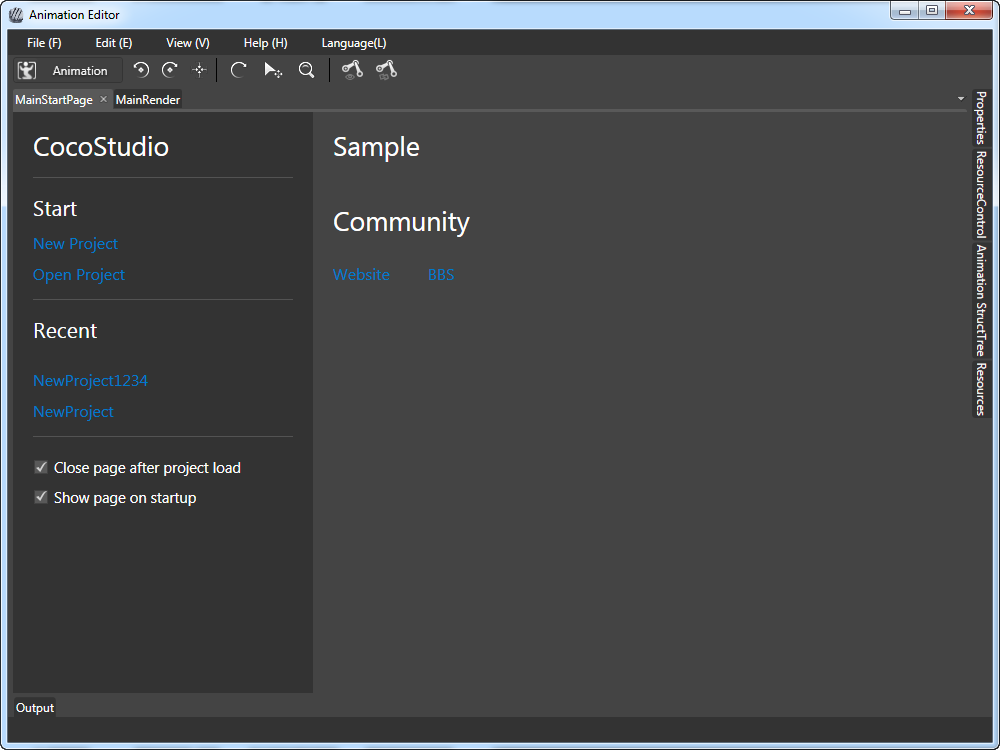 Animation Editor
File (F) Edit (E) View (V) Help (H) Language(L)
Animation
MainStartPage MainRender
CocoStudio
Start
New Project
Open Project
Recent
NewProject1234
NewProject
Close page after project load
Show page on startup
Sample
Community
Website BBS
Properties
ResourceControl
Animation StructTree
Resources
Output